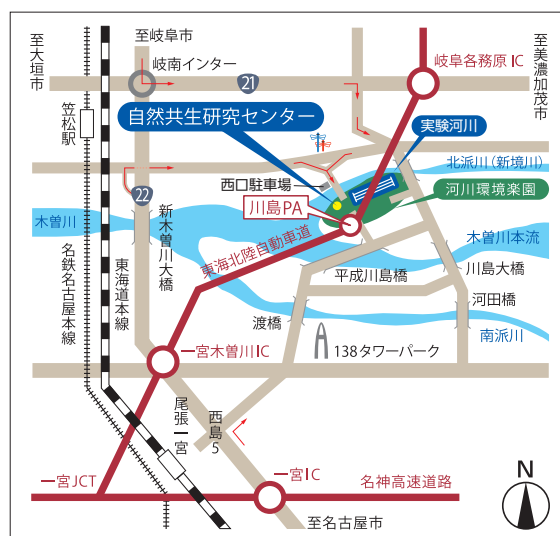 至岐阜市
至大垣市
岐南インター
21
岐阜各務原IC
至美濃加茂市
笠松駅
自然共生研究センター
実験河川
北派川(新境川)
西口駐車場
河川環境楽園
22
川島PA
木曽川
新木曽川大橋
東海北陸自動車道
木曽川本流
名鉄名古屋本線
東海道本線
平成川島橋
川島大橋
渡橋
河田橋
南派川
一宮木曽川IC
138タワーパーク
尾張一宮
西島5
一宮JCT
一宮IC
名神高速道路
至名古屋市
N